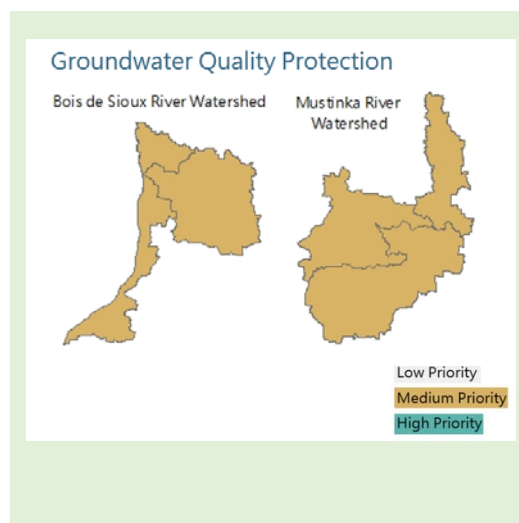 Groundwater Quality Protection
Bois de Sioux River Watershed
Mustinka River
Watershed
Low Priority
Medium Priority
High Priority